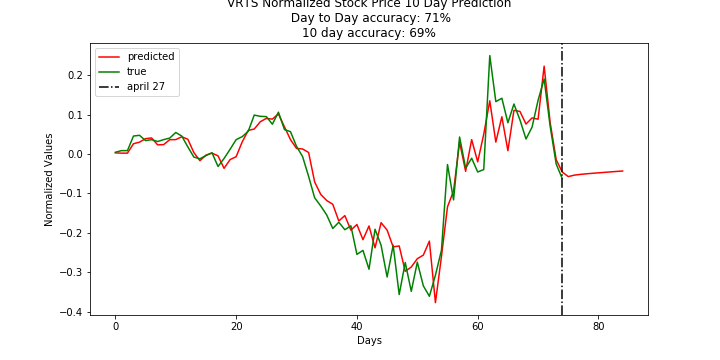 VRTS Normalized Stock Price 10 Day Prediction
Day to Day accuracy: 71%
10 day accuracy: 69%
predicted
true
april 27
Normalized Values
0.2
0.1
0.0
−0.1
−0.2
−0.3
−0.4
0
20
40
60
80
Days